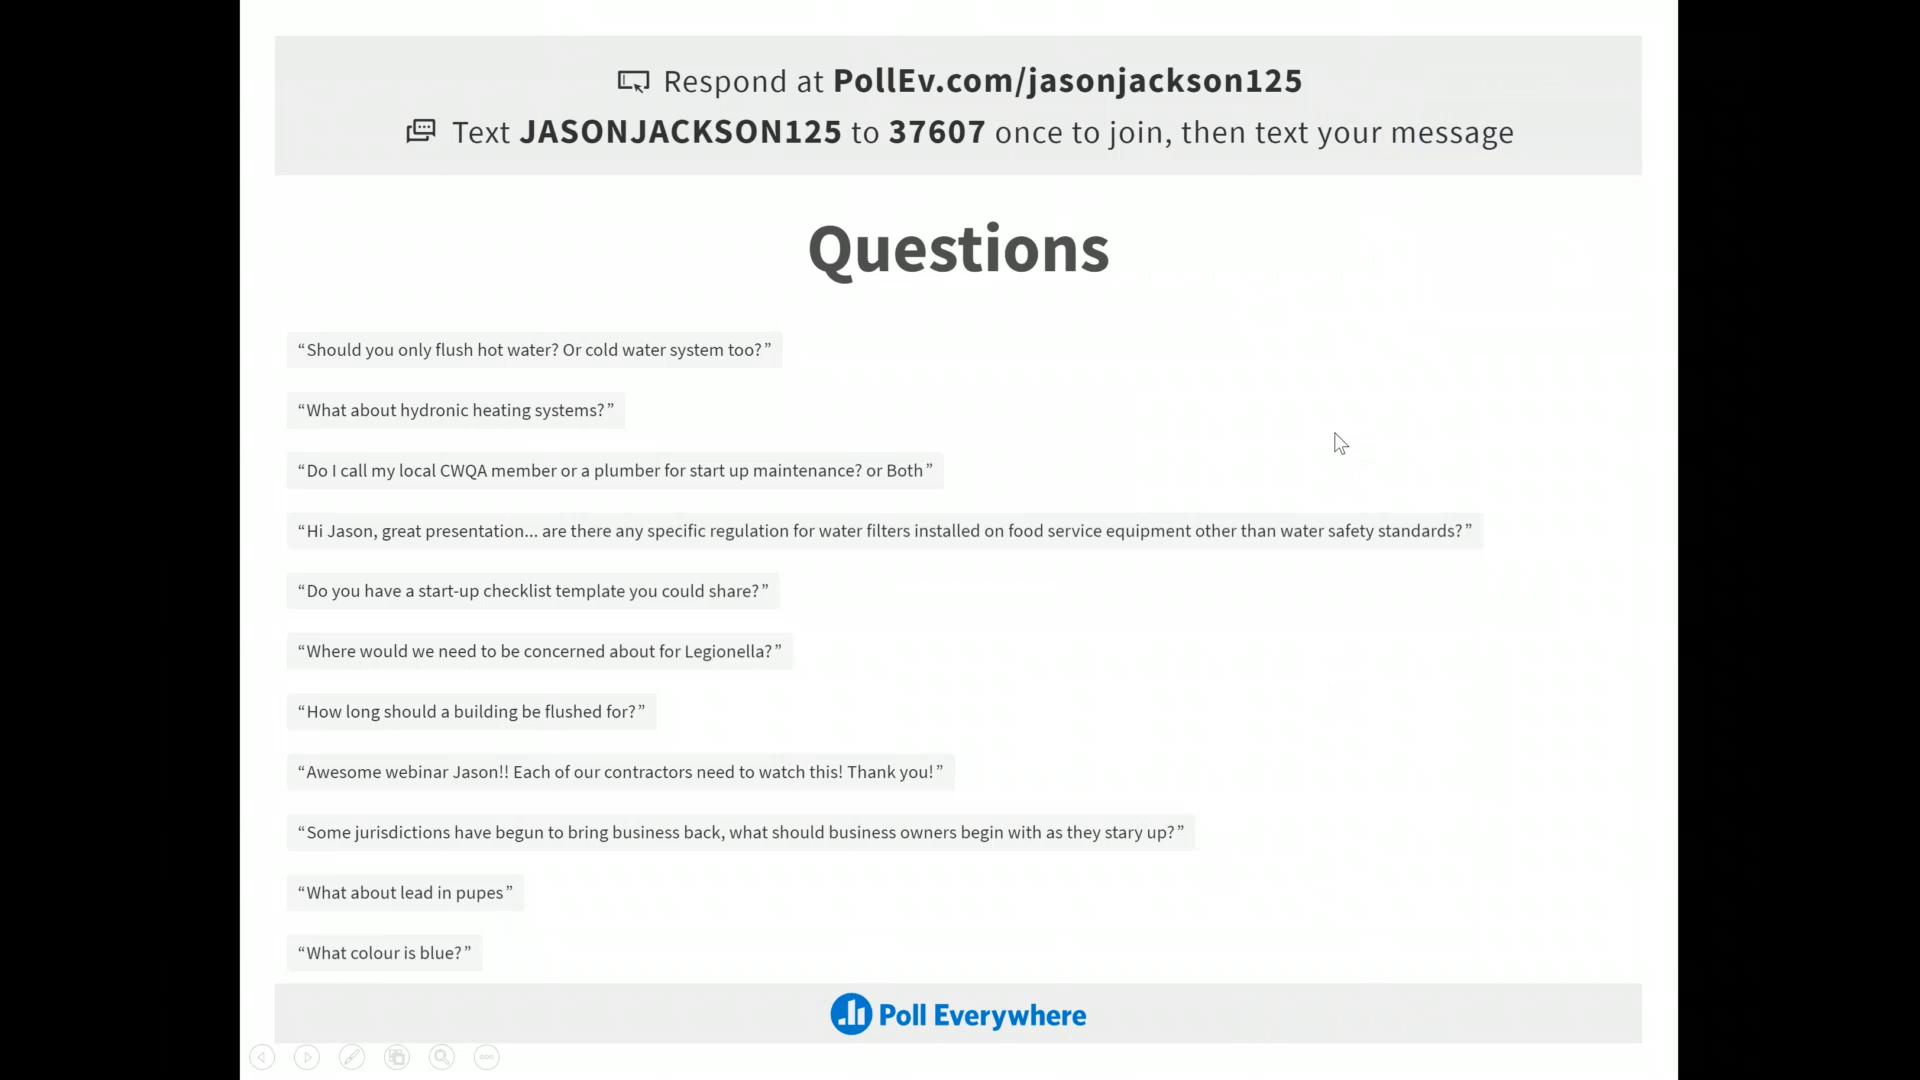 Respond at PollEv.com/jasonjackson125
Text JASONJACKSON125 to 37607 once to join, then text your message
Questions
“Should you only flush hot water? Or cold water system too?”
“What about hydronic heating systems?”
“Do I call my local CWQA member or a plumber for start up maintenance? or Both”
“Hi Jason, great presentation... are there any specific regulation for water filters installed on food service equipment other than water safety standards?”
“Do you have a start-up checklist template you could share?”
“Where would we need to be concerned about for Legionella?”
“How long should a building be flushed for?”
“Awesome webinar Jason!! Each of our contractors need to watch this! Thank you!”
“Some jurisdictions have begun to bring business back, what should business owners begin with as they stary up?”
“What about lead in pupes”
“What colour is blue?”
Poll Everywhere